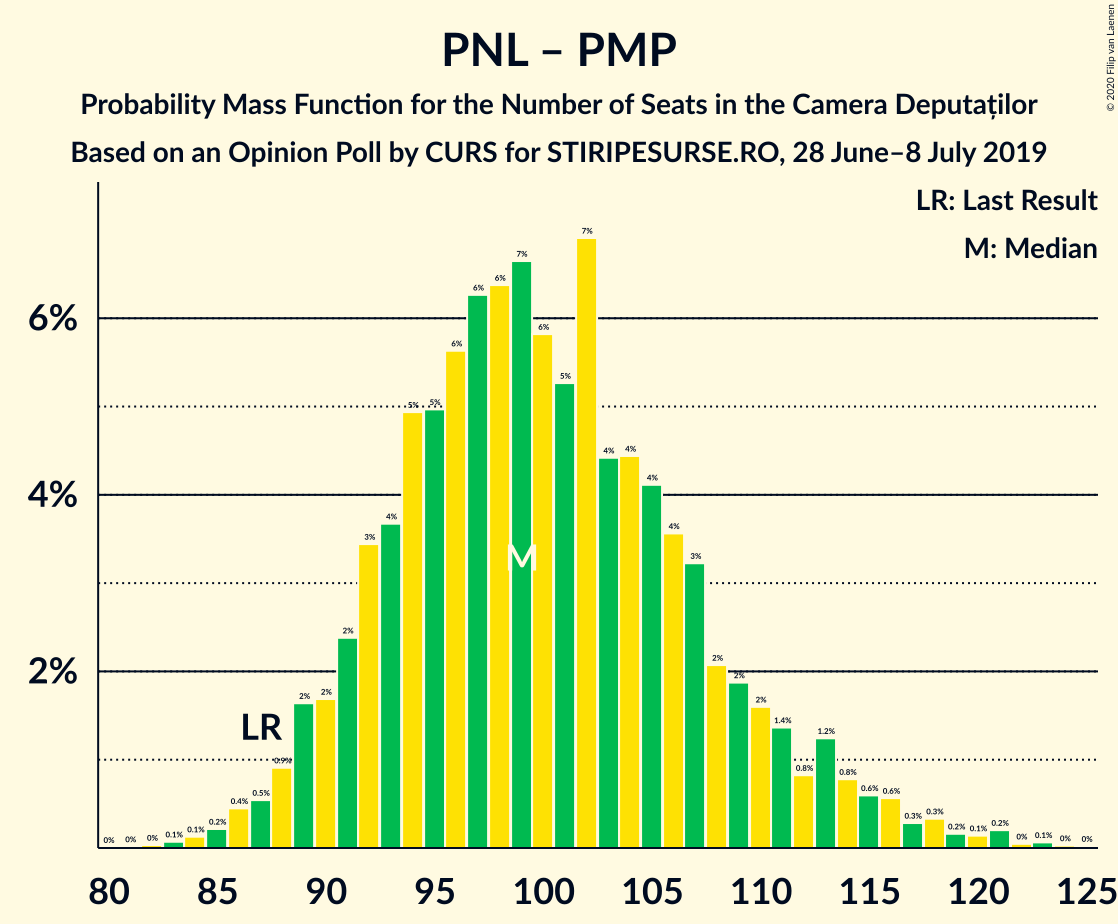 PNL – PMP
Probability Mass Function for the Number of Seats in the Camera Deputaților
Based on an Opinion Poll by CURS for STIRIPESURSE.RO, 28 June–8 July 2019
© 2020 Filip van Laenen
LR: Last Result
M: Median
6%
4%
2%
0% 0% 0% 0.1% 0.1% 0.2% 0.4% 0.5% 0.9% 2% 2% 2% 3% 4% 5% 5% 6% 6% 6% 7% 6% 5% 7% 4% 4% 4% 4% 3% 2% 2% 2% 1.4% 0.8% 1.2% 0.8% 0.6% 0.6% 0.3% 0.3% 0.2% 0.1% 0.2% 0% 0.1% 0% 0%
M
LR
80 85 90 95 100 105 110 115 120 125